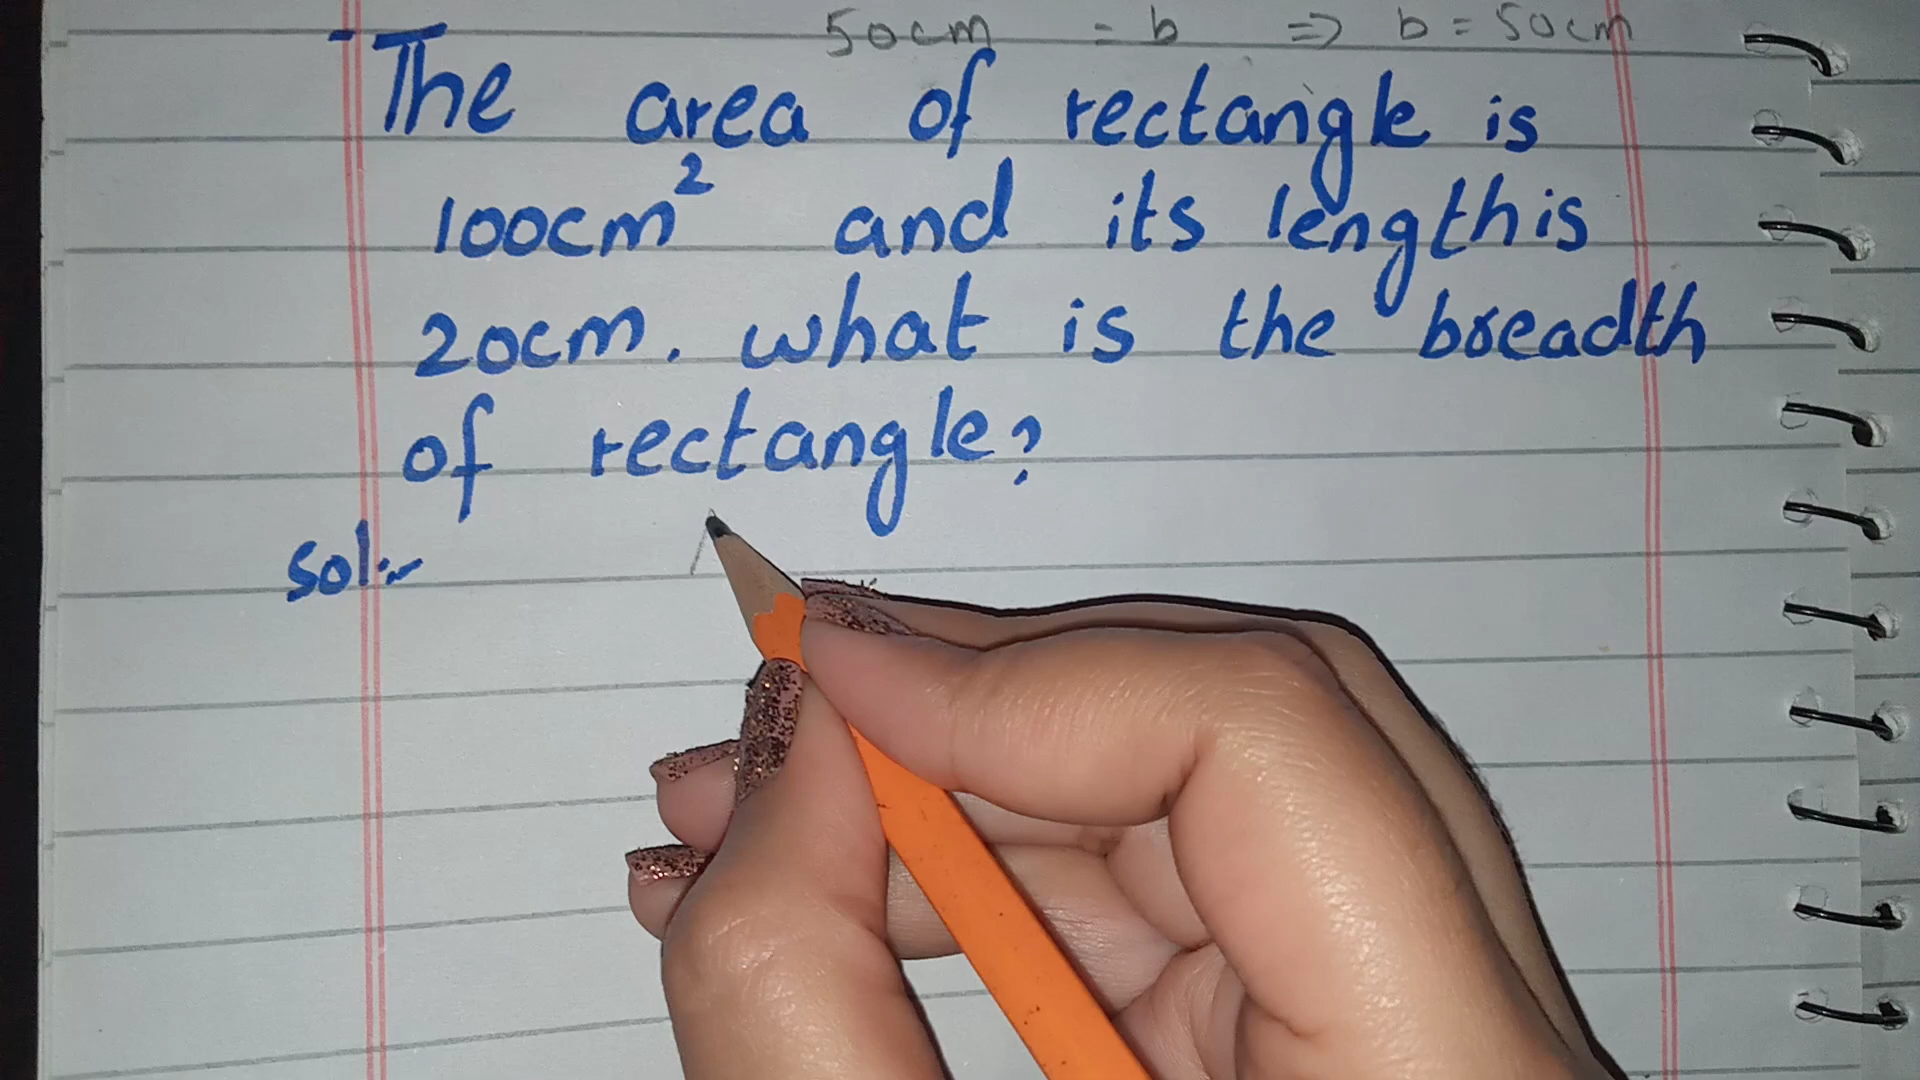 50cm = b => b = 50cm
The area of rectangle is
100cm² and its length is
20cm. what is the breadth
of rectangle?
Sol:-